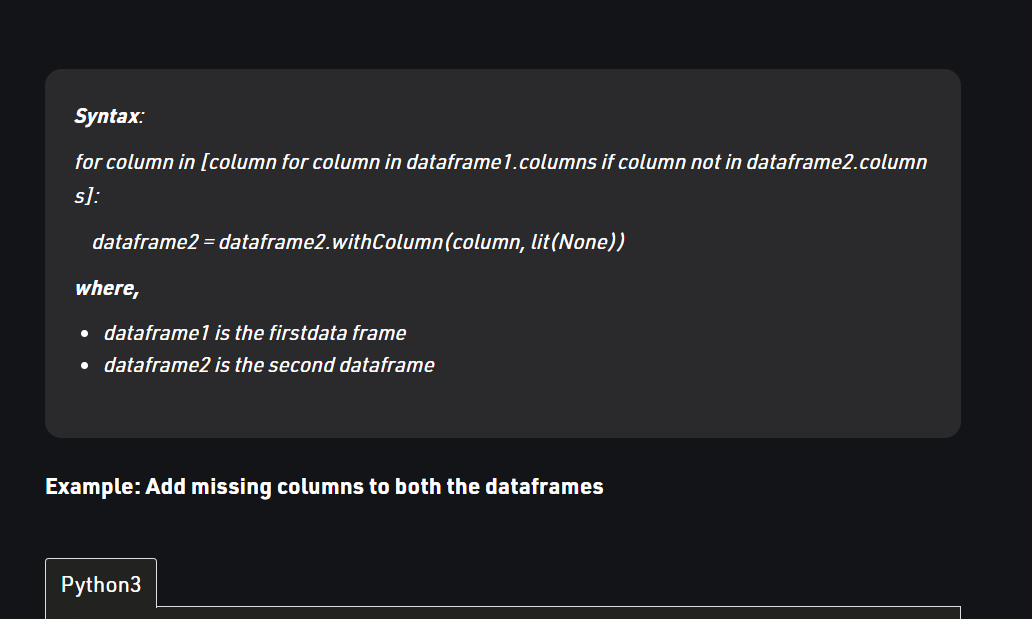 Syntax:
for column in [column for column in dataframe1.columns if column not in dataframe2.column
s]:
dataframe2 = dataframe2.withColumn(column, lit(None))
where,
dataframe1 is the firstdata frame
dataframe2 is the second dataframe
Example: Add missing columns to both the dataframes
Python3